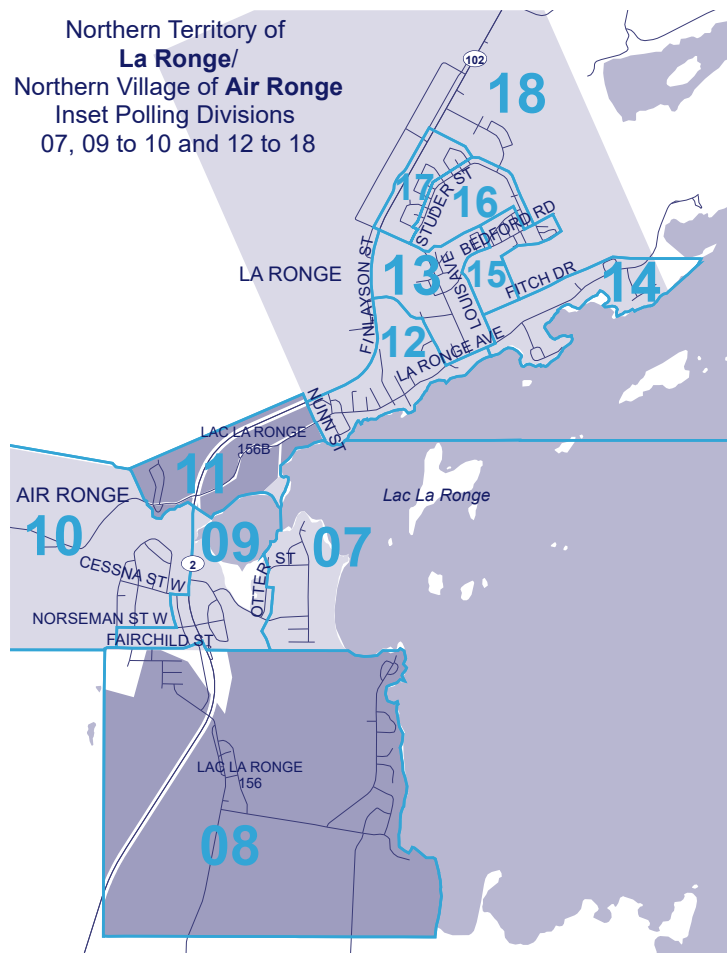 Northern Territory of
La Ronge/
Northern Village of Air Ronge
Inset Polling Divisions
07, 09 to 10 and 12 to 18
102
18
17
STUDER ST
16
BEDFORD RD
LA RONGE
FINLAYSON ST
13
LOUIS AVE
15
FITCH DR
14
12
LA RONGE AVE
NUNN ST
LAC LA RONGE
156B
11
AIR RONGE
Lac La Ronge
10
09
07
2
CESSNA ST W
OTTER ST
NORSEMAN ST W
FAIRCHILD ST
LAC LA RONGE
156
08